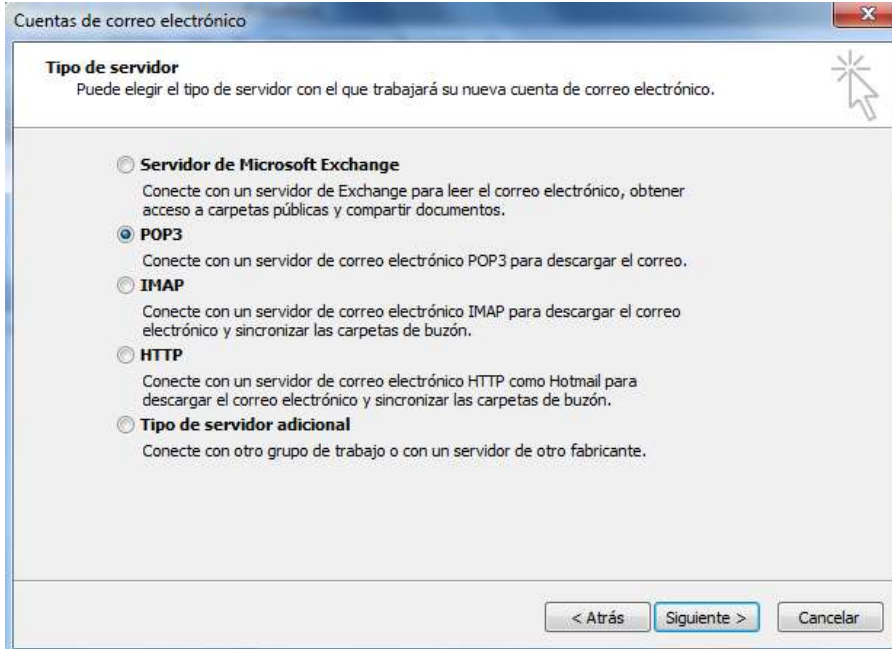 Cuentas de correo electrónico
Tipo de servidor
Puede elegir el tipo de servidor con el que trabajará su nueva cuenta de correo electrónico.
Servidor de Microsoft Exchange
Conecte con un servidor de Exchange para leer el correo electrónico, obtener
acceso a carpetas públicas y compartir documentos.
POP3
Conecte con un servidor de correo electrónico POP3 para descargar el correo.
IMAP
Conecte con un servidor de correo electrónico IMAP para descargar el correo
electrónico y sincronizar las carpetas de buzón.
HTTP
Conecte con un servidor de correo electrónico HTTP como Hotmail para
descargar el correo electrónico y sincronizar las carpetas de buzón.
Tipo de servidor adicional
Conecte con otro grupo de trabajo o con un servidor de otro fabricante.
< Atrás Siguiente > Cancelar